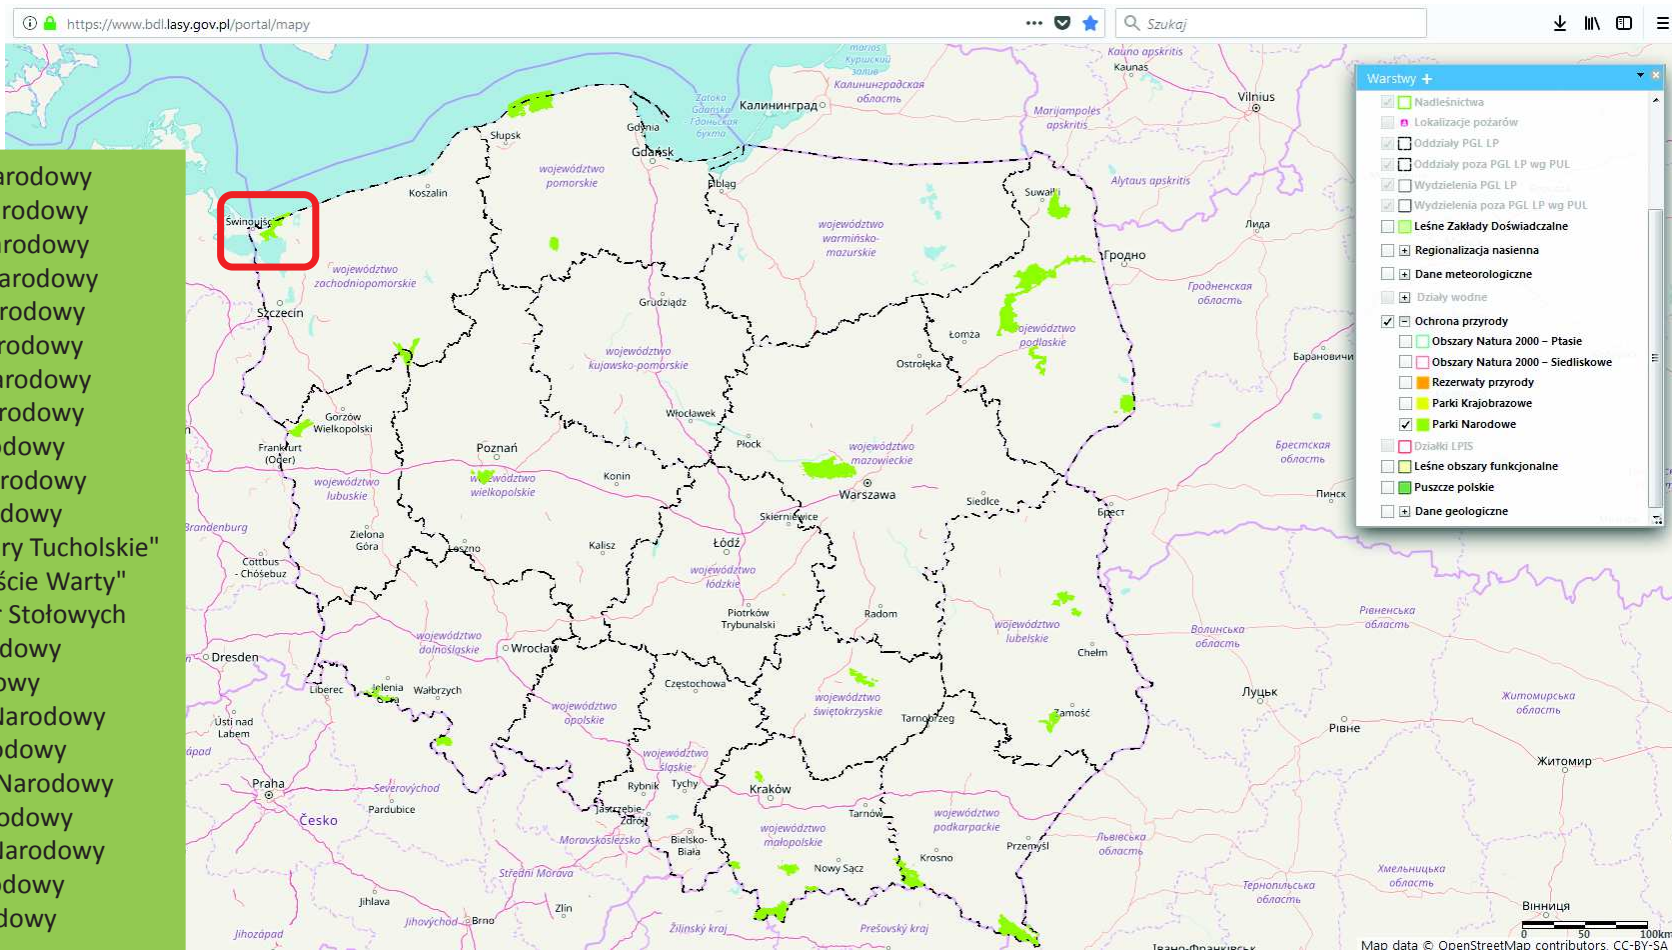 https://www.bdl.lasy.gov.pl/portal/mapy
Szukaj
arodowy
rodowy
arodowy
arodowy
rodowy
rodowy
arodowy
rodowy
odowy
rodowy
dowy
ry Tucholskie"
ście Warty"
r Stołowych
dowy
owy
Narodowy
odowy
Narodowy
odowy
Narodowy
odowy
dowy
Warstwy +
Nadleśnictwa
Lokalizacje pożarów
Oddziały PGL LP
Oddziały poza PGL LP wg PUL
Wydzielenia PGL LP
Wydzielenia poza PGL LP wg PUL
Leśne Zakłady Doświadczalne
Regionalizacja nasienna
Dane meteorologiczne
Działy wodne
Ochrona przyrody
Obszary Natura 2000 – Ptasie
Obszary Natura 2000 – Siedliskowe
Rezerwaty przyrody
Parki Krajobrazowe
Parki Narodowe
Działki LPIS
Leśne obszary funkcjonalne
Puszcze polskie
Dane geologiczne
Kauno apskritis
Kaunas
Куршский
залив
Калининградская
область
Калининград
Marijampolės
apskritis
Vilnius
Zatoka
Gdańska
Гданьская
бухта
Słupsk
Gdynia
Gdańsk
województwo
pomorskie
Elbląg
Koszalin
Suwałki
Alytaus apskritis
Świnoujście
województwo
warmińsko-
mazurskie
Лида
Гродно
województwo
zachodniopomorskie
Гродненская
область
Szczecin
Grudziądz
Łomża
województwo
podlaskie
Ostrołęka
Барановичи
województwo
kujawsko-pomorskie
Gorzów
Wielkopolski
Włocławek
Płock
Frankfurt
(Oder)
Poznań
województwo
mazowieckie
Брестская
область
województwo
lubuskie
województwo
wielkopolskie
Konin
Warszawa
Siedlce
Пинск
Брест
Brandenburg
Skierniewice
Zielona
Góra
Leszno
Kalisz
Łódź
Cottbus
- Chóśebuz
województwo
łódzkie
Piotrków
Trybunalski
Radom
województwo
lubelskie
Рівненська
область
Волинська
область
województwo
dolnośląskie
Wrocław
Chełm
Dresden
Liberec
Jelenia
Góra
Wałbrzych
Częstochowa
Луцьк
Житомирська
область
województwo
opolskie
województwo
świętokrzyskie
Tarnobrzeg
Zamość
Рівне
Ústí nad
Labem
ápad
województwo
śląskie
Житомир
Praha
Severovýchod
Rybnik
Tychy
Kraków
Pardubice
Česko
Jastrzębie-
Zdrój
Tarnów
województwo
podkarpackie
Moravskoslezsko
województwo
małopolskie
Bielsko-
Biała
Przemyśl
Львівська
область
Krosno
Nowy Sącz
Střední Morava
Хмельницька
область
Тернопільська
область
Jihlava
Zlín
Вінниця
Jihozápad
Jihovýchod
Brno
Žilinský kraj
Prešovský kraj
Івано-Франківськ
0 50 100km
Map data © OpenStreetMap contributors, CC-BY-SA